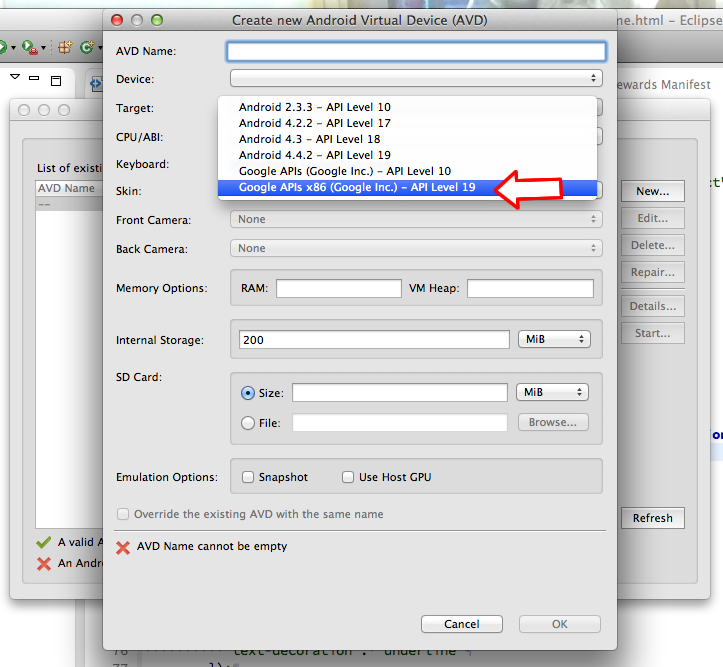 Create new Android Virtual Device (AVD)
me.html – Eclipse
AVD Name:
ewards Manifest
Device:
Target:
Android 2.3.3 – API Level 10
Android 4.2.2 – API Level 17
CPU/ABI:
Android 4.3 – API Level 18
Android 4.4.2 – API Level 19
Keyboard:
Google APIs (Google Inc.) – API Level 10
List of existi
AVD Name
Skin:
Google APIs x86 (Google Inc.) – API Level 19
New...
--
Front Camera:
None
Edit...
Back Camera:
None
Delete...
Repair...
Memory Options:
RAM:
VM Heap:
Details...
Start...
Internal Storage:
200
MiB
SD Card:
Size:
MiB
File:
Browse...
Emulation Options:
Snapshot
Use Host GPU
Override the existing AVD with the same name
Refresh
A valid A
AVD Name cannot be empty
An Andr
Cancel
OK
text-decoration : underline